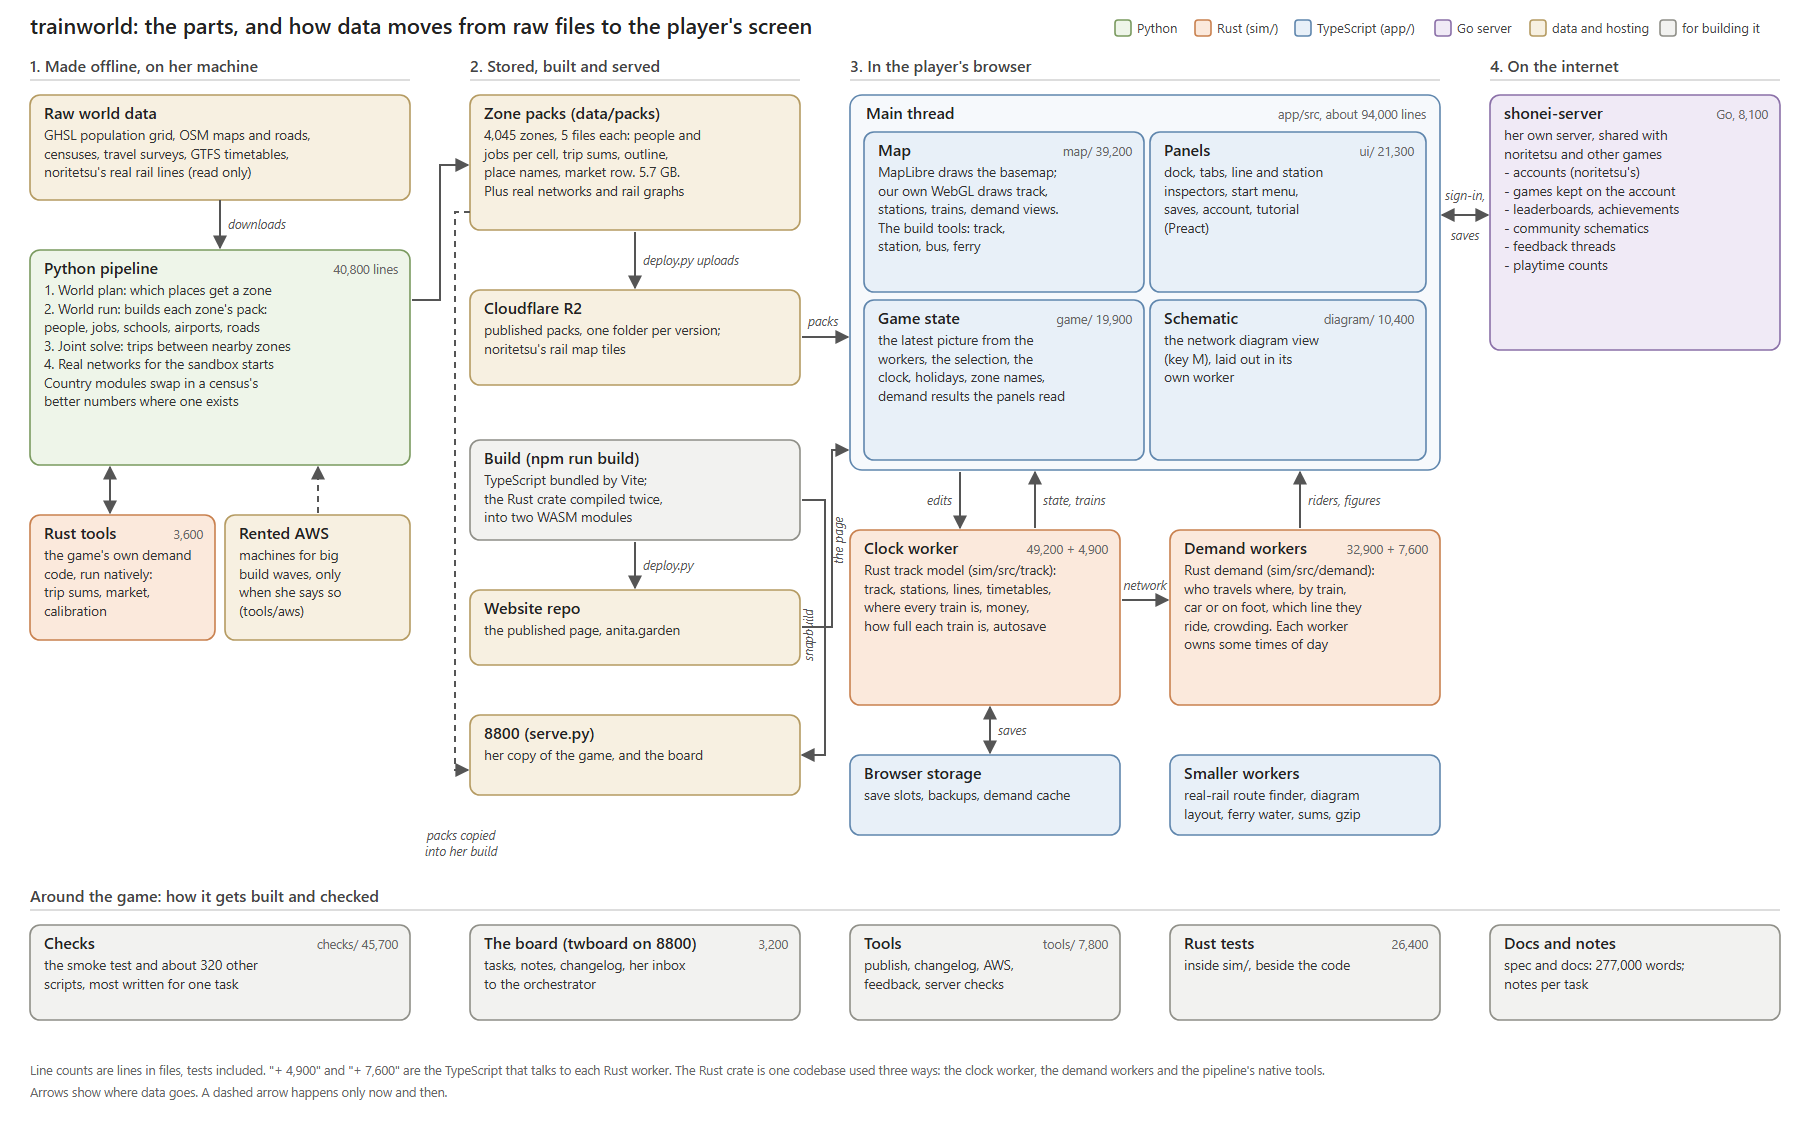 trainworld: the parts, and how data moves from raw files to the player's screen
Python
Rust (sim/)
TypeScript (app/)
Go server
data and hosting
for building it
1. Made offline, on her machine
2. Stored, built and served
3. In the player's browser
4. On the internet
Raw world data
GHSL population grid, OSM maps and roads,
censuses, travel surveys, GTFS timetables,
noritetsu's real rail lines (read only)
downloads
Python pipeline
40,800 lines
1. World plan: which places get a zone
2. World run: builds each zone's pack:
people, jobs, schools, airports, roads
3. Joint solve: trips between nearby zones
4. Real networks for the sandbox starts
Country modules swap in a census's
better numbers where one exists
Rust tools
3,600
the game's own demand
code, run natively:
trip sums, market,
calibration
Rented AWS
machines for big
build waves, only
when she says so
(tools/aws)
Zone packs (data/packs)
4,045 zones, 5 files each: people and
jobs per cell, trip sums, outline,
place names, market row. 5.7 GB.
Plus real networks and rail graphs
deploy.py uploads
Cloudflare R2
published packs, one folder per version;
noritetsu's rail map tiles
packs
Build (npm run build)
TypeScript bundled by Vite;
the Rust crate compiled twice,
into two WASM modules
deploy.py
the page
Website repo
the published page, anita.garden
snapbuild
8800 (serve.py)
her copy of the game, and the board
packs copied
into her build
Main thread
app/src, about 94,000 lines
Map
map/ 39,200
MapLibre draws the basemap;
our own WebGL draws track,
stations, trains, demand views.
The build tools: track,
station, bus, ferry
Panels
ui/ 21,300
dock, tabs, line and station
inspectors, start menu,
saves, account, tutorial
(Preact)
Game state
game/ 19,900
the latest picture from the
workers, the selection, the
clock, holidays, zone names,
demand results the panels read
Schematic
diagram/ 10,400
the network diagram view
(key M), laid out in its
own worker
edits
state, trains
riders, figures
Clock worker
49,200 + 4,900
Rust track model (sim/src/track):
track, stations, lines, timetables,
where every train is, money,
how full each train is, autosave
network
Demand workers
32,900 + 7,600
Rust demand (sim/src/demand):
who travels where, by train,
car or on foot, which line they
ride, crowding. Each worker
owns some times of day
saves
Browser storage
save slots, backups, demand cache
Smaller workers
real-rail route finder, diagram
layout, ferry water, sums, gzip
sign-in,
saves
shonei-server
Go, 8,100
her own server, shared with
noritetsu and other games
- accounts (noritetsu's)
- games kept on the account
- leaderboards, achievements
- community schematics
- feedback threads
- playtime counts
Around the game: how it gets built and checked
Checks
checks/ 45,700
the smoke test and about 320 other
scripts, most written for one task
The board (twboard on 8800)
3,200
tasks, notes, changelog, her inbox
to the orchestrator
Tools
tools/ 7,800
publish, changelog, AWS,
feedback, server checks
Rust tests
26,400
inside sim/, beside the code
Docs and notes
spec and docs: 277,000 words;
notes per task
Line counts are lines in files, tests included. "+ 4,900" and "+ 7,600" are the TypeScript that talks to each Rust worker. The Rust crate is one codebase used three ways: the clock worker, the demand workers and the pipeline's native tools.
Arrows show where data goes. A dashed arrow happens only now and then.